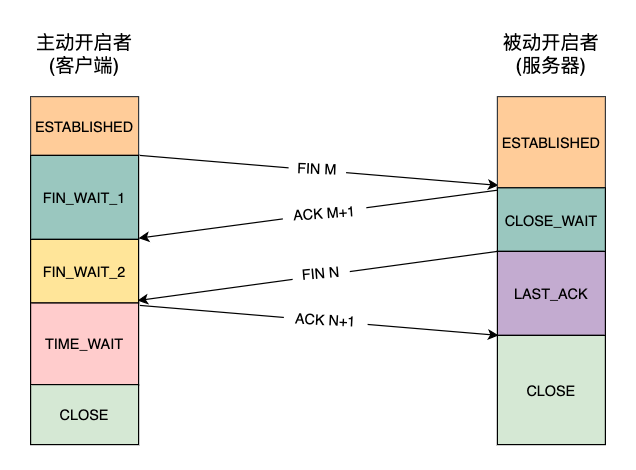 主动开启者
(客户端)
被动开启者
(服务器)
ESTABLISHED
ESTABLISHED
FIN M
FIN_WAIT_1
ACK M+1
CLOSE_WAIT
FIN_WAIT_2
FIN N
LAST_ACK
ACK N+1
TIME_WAIT
CLOSE
CLOSE